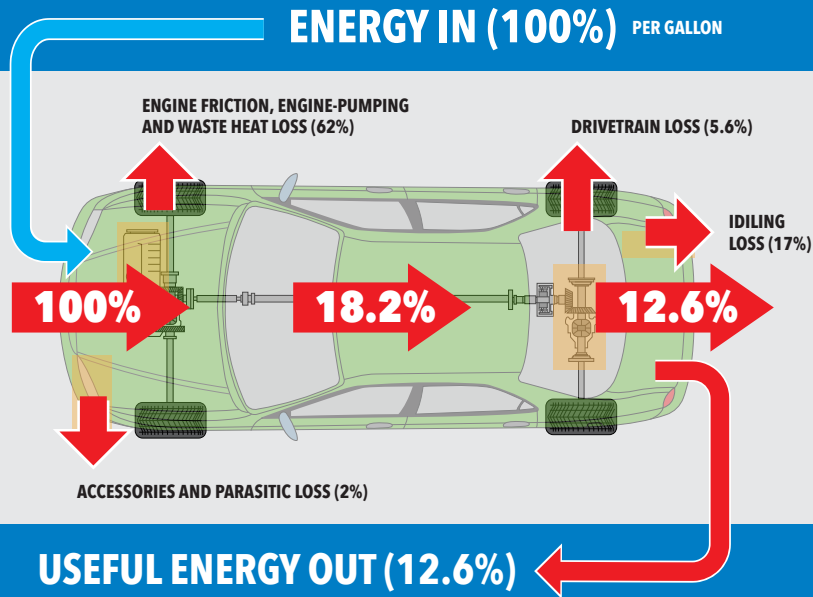 ENERGY IN (100%) PER GALLON
ENGINE FRICTION, ENGINE-PUMPING
AND WASTE HEAT LOSS (62%)
DRIVETRAIN LOSS (5.6%)
IDILING
LOSS (17%)
100%
18.2%
12.6%
ACCESSORIES AND PARASITIC LOSS (2%)
USEFUL ENERGY OUT (12.6%)